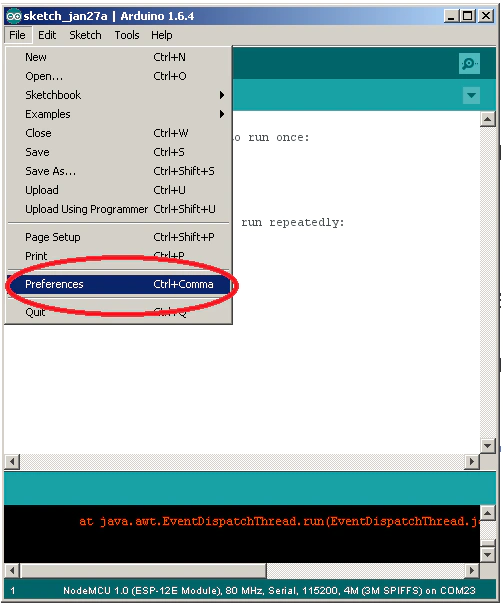 sketch_jan27a | Arduino 1.6.4
File Edit Sketch Tools Help
New Ctrl+N
Open... Ctrl+O
Sketchbook
Examples
Close Ctrl+W
Save Ctrl+S
Save As... Ctrl+Shift+S
Upload Ctrl+U
Upload Using Programmer Ctrl+Shift+U
Page Setup Ctrl+Shift+P
Print Ctrl+P
Preferences Ctrl+Comma
Quit Ctrl+Q
to run once:
run repeatedly:
at java.awt.EventDispatchThread.run(EventDispatchThread.j
1 NodeMCU 1.0 (ESP-12E Module), 80 MHz, Serial, 115200, 4M (3M SPIFFS) on COM23